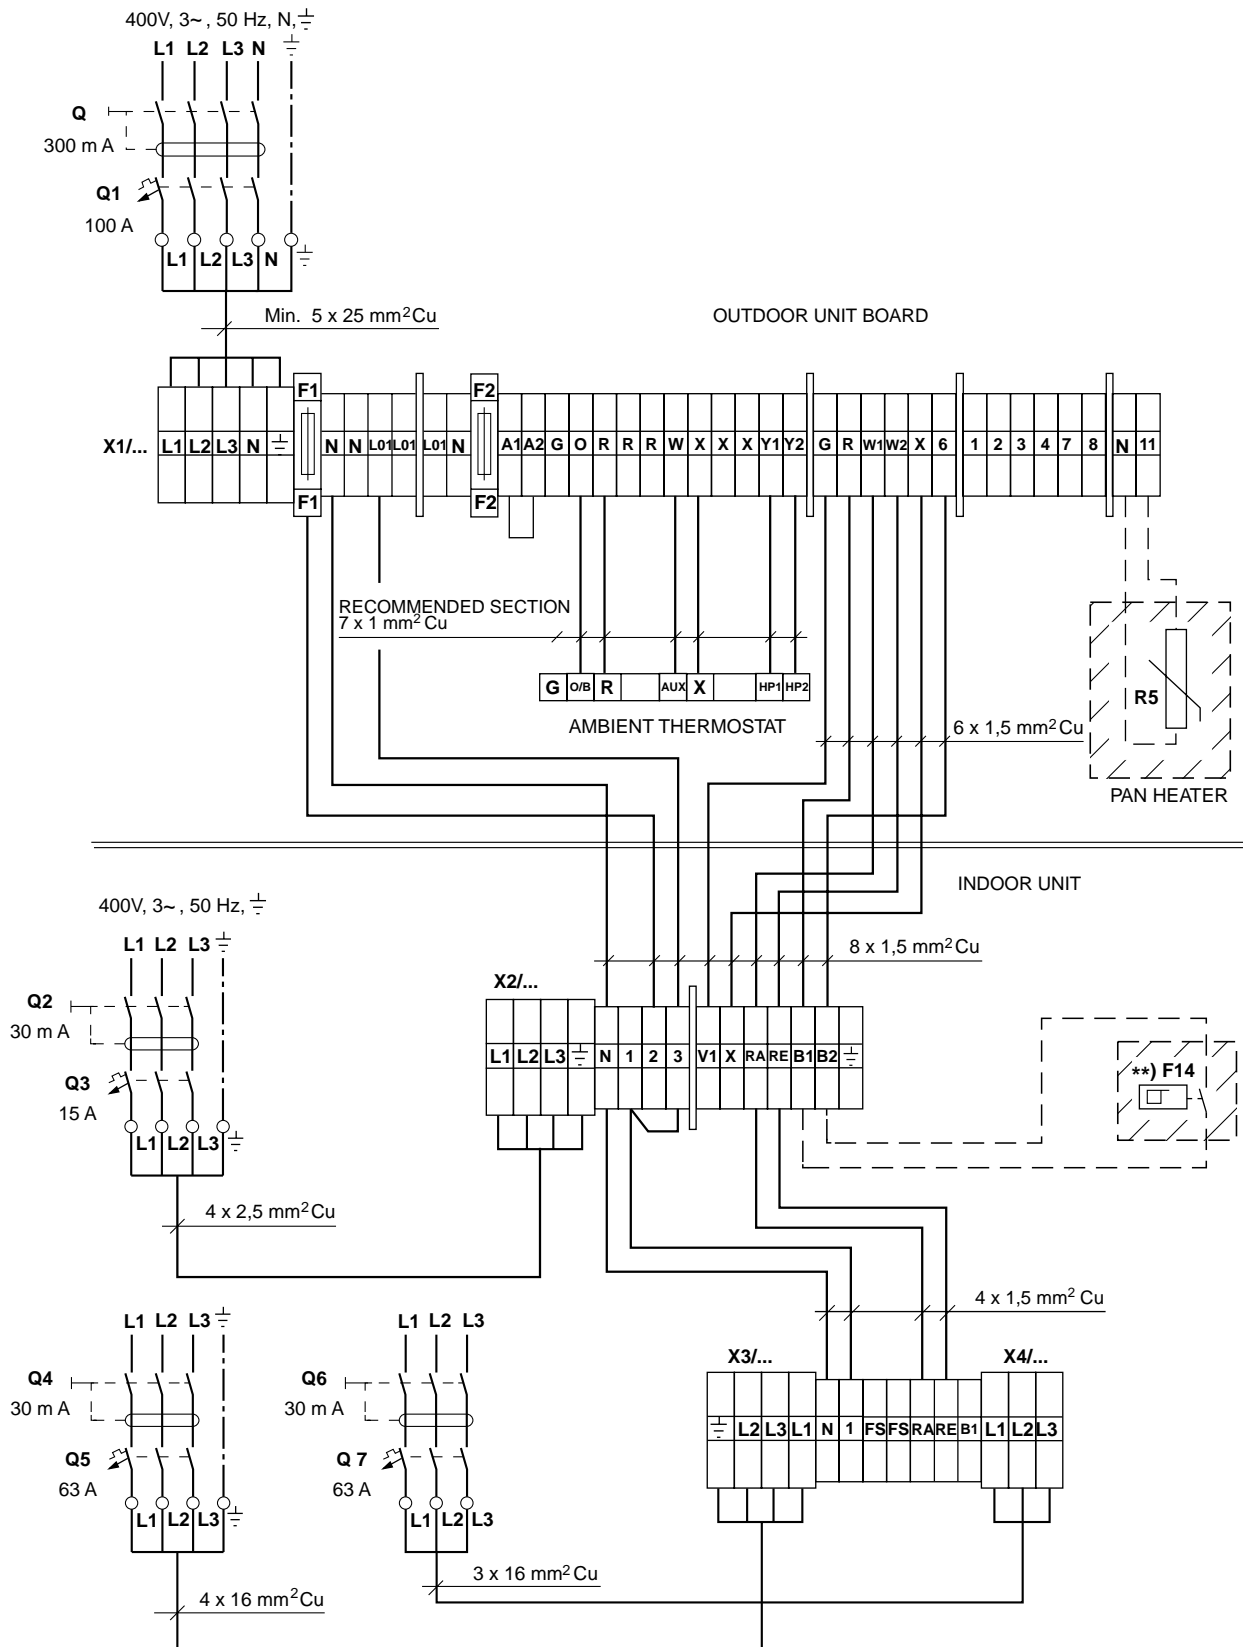 400V, 3~ , 50 Hz, N, ⏚
L1 L2 L3 N ⏚
Q
300 m A
Q1
100 A
L1 L2 L3 N ⏚
Min. 5 x 25 mm² Cu
OUTDOOR UNIT BOARD
F1 F2
X1/... L1 L2 L3 N ⏚ N N L01 L01 L01 N A1 A2 G O R R R W X X X Y1 Y2 G R W1 W2 X 6 1 2 3 4 7 8 N 11
F1 F2
RECOMMENDED SECTION
7 x 1 mm² Cu
G O/B R AUX X HP1 HP2
AMBIENT THERMOSTAT
R5
6 x 1,5 mm² Cu
PAN HEATER
INDOOR UNIT
400V, 3~ , 50 Hz, ⏚
L1 L2 L3 ⏚
8 x 1,5 mm² Cu
X2/...
Q2
30 m A
L1 L2 L3 ⏚ N 1 2 3 V1 X RA RE B1 B2 ⏚
**) F14
Q3
15 A
L1 L2 L3 ⏚
4 x 2,5 mm² Cu
4 x 1,5 mm² Cu
L1 L2 L3 ⏚
L1 L2 L3
X3/... X4/...
Q4
30 m A
Q6
30 m A
⏚ L2 L3 L1 N 1 FS FS RA RE B1 L1 L2 L3
Q5
63 A
Q 7
63 A
L1 L2 L3 ⏚
L1 L2 L3
3 x 16 mm² Cu
4 x 16 mm² Cu